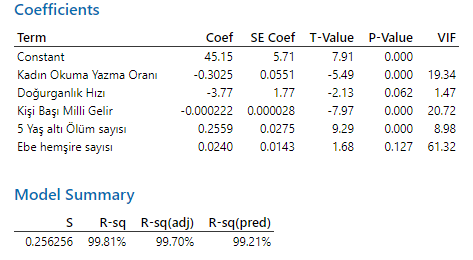 Coefficients
Term Coef SE Coef T-Value P-Value VIF
Constant 45.15 5.71 7.91 0.000
Kadın Okuma Yazma Oranı -0.3025 0.0551 -5.49 0.000 19.34
Doğurganlık Hızı -3.77 1.77 -2.13 0.062 1.47
Kişi Başı Milli Gelir -0.000222 0.000028 -7.97 0.000 20.72
5 Yaş altı Ölüm sayısı 0.2559 0.0275 9.29 0.000 8.98
Ebe hemşire sayısı 0.0240 0.0143 1.68 0.127 61.32
Model Summary
S R-sq R-sq(adj) R-sq(pred)
0.256256 99.81% 99.70% 99.21%